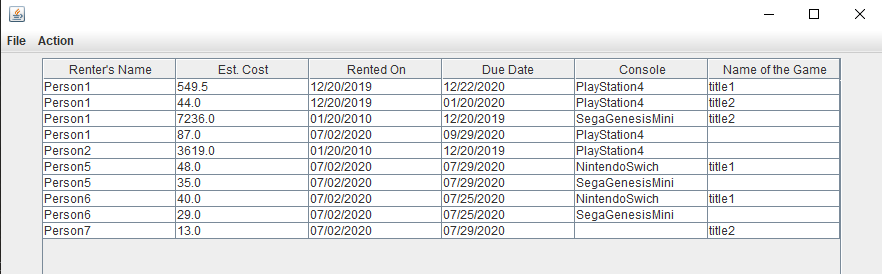 File Action
Renter's Name Est. Cost Rented On Due Date Console Name of the Game
Person1 549.5 12/20/2019 12/22/2020 PlayStation4 title1
Person1 44.0 12/20/2019 01/20/2020 PlayStation4 title2
Person1 7236.0 01/20/2010 12/20/2019 SegaGenesisMini title2
Person1 87.0 07/02/2020 09/29/2020 PlayStation4
Person2 3619.0 01/20/2010 12/20/2019 PlayStation4
Person5 48.0 07/02/2020 07/29/2020 NintendoSwich title1
Person5 35.0 07/02/2020 07/29/2020 SegaGenesisMini
Person6 40.0 07/02/2020 07/25/2020 NintendoSwich title1
Person6 29.0 07/02/2020 07/25/2020 SegaGenesisMini
Person7 13.0 07/02/2020 07/29/2020 title2